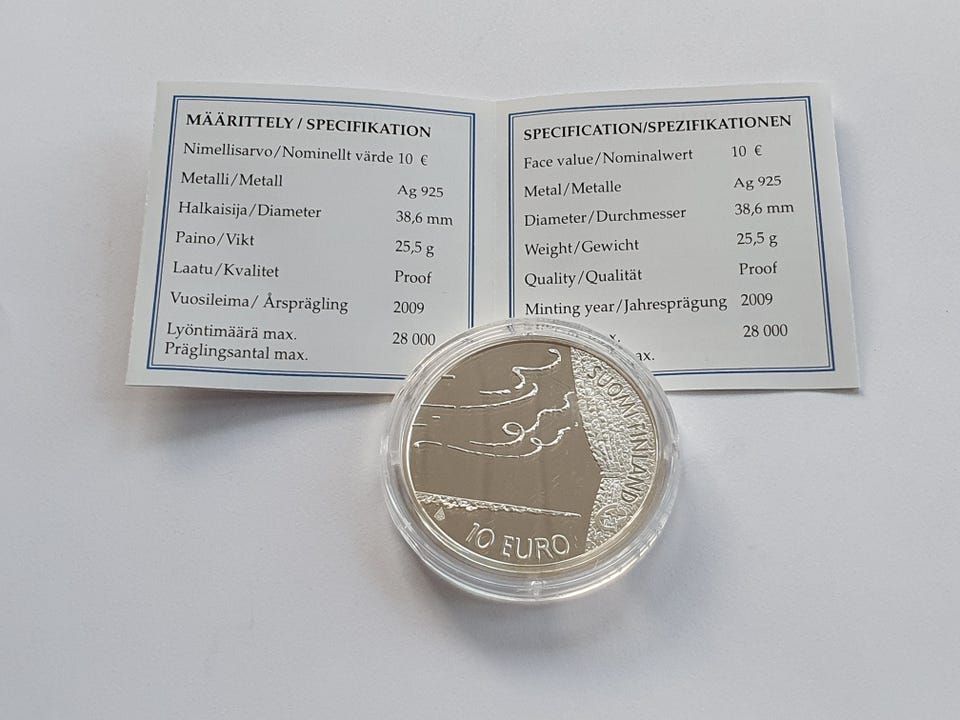 MÄÄRITTELY / SPECIFIKATION
Nimellisarvo/Nominellt värde 10 €
Metalli/Metall Ag 925
Halkaisija/Diameter 38,6 mm
Paino/Vikt 25,5 g
Laatu/Kvalitet Proof
Vuosileima/ Årsprägling 2009
Lyöntimäärä max. 28 000
Präglingsantal max.
SPECIFICATION/SPEZIFIKATIONEN
Face value/Nominalwert 10 €
Metal/Metalle Ag 925
Diameter/Durchmesser 38,6 mm
Weight/Gewicht 25,5 g
Quality/Qualität Proof
Minting year/Jahresprägung 2009
28 000
max.
SUOMI FINLAND
10 EURO